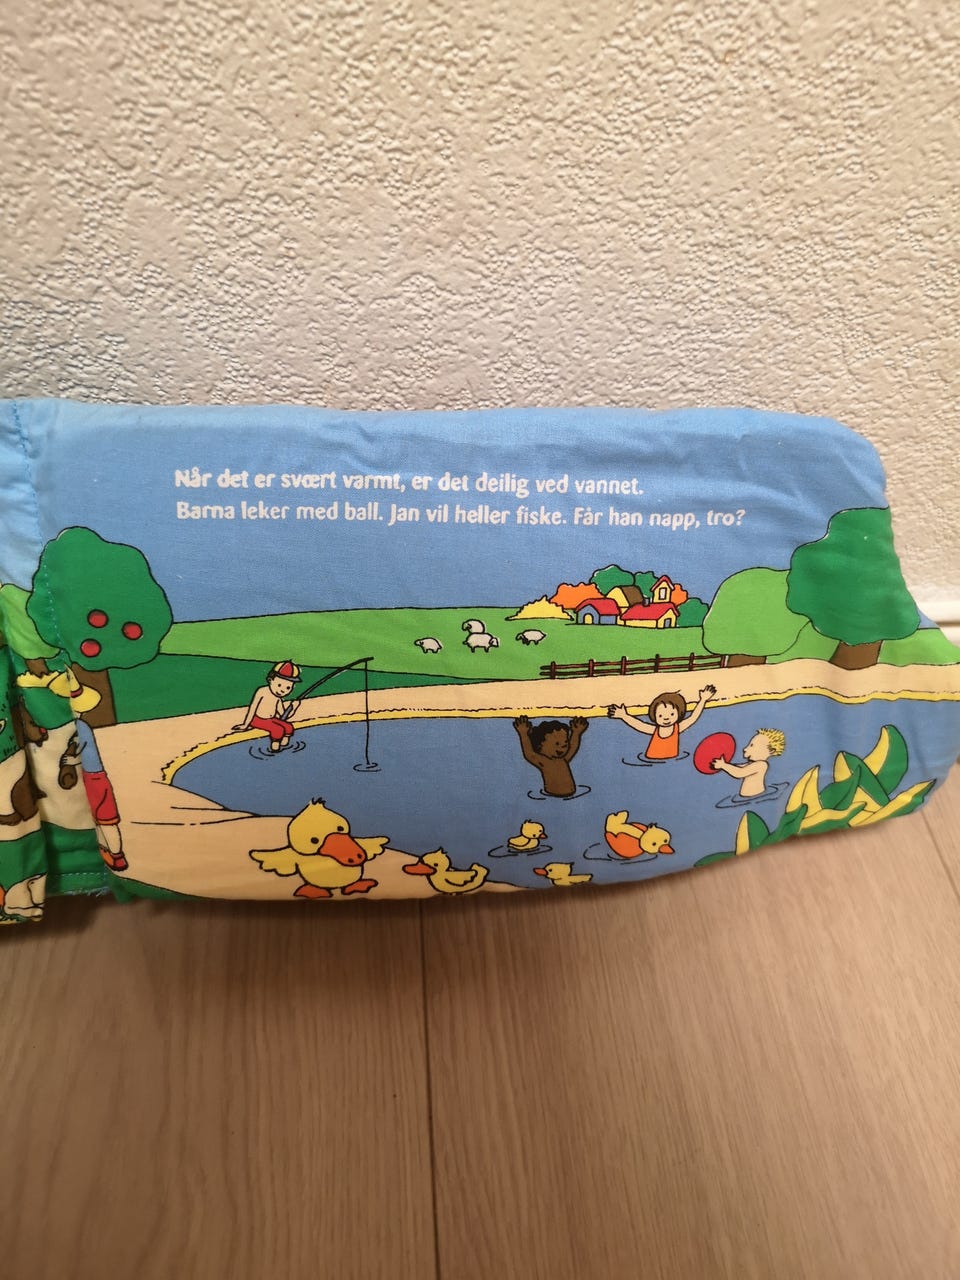 Når det er svært varmt, er det deilig ved vannet.
Barna leker med ball. Jan vil heller fiske. Får han napp, tro?